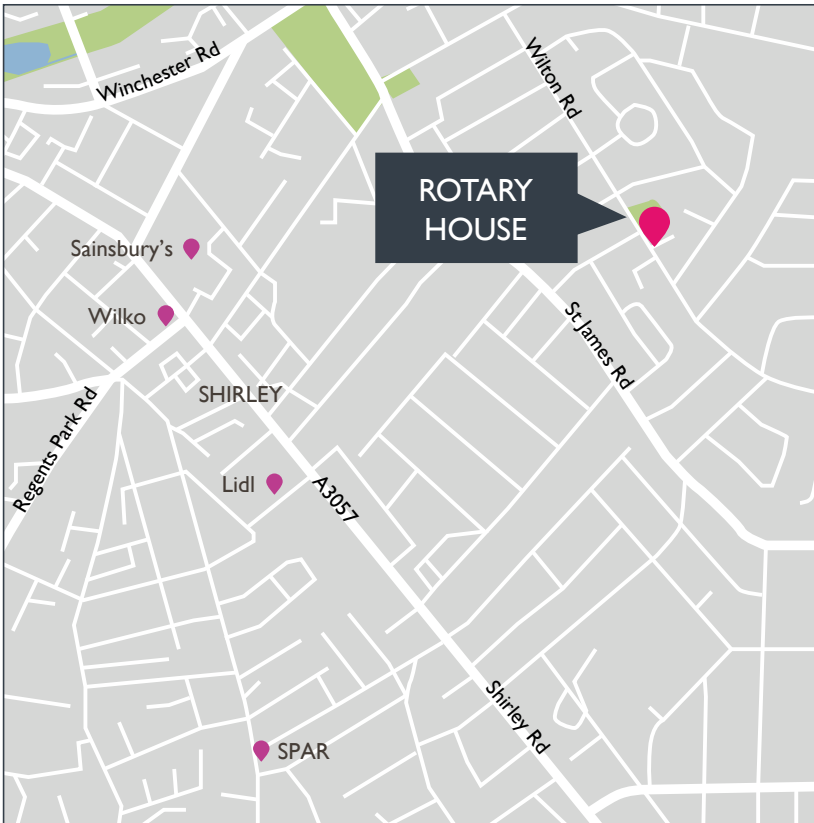 Winchester Rd
Wilton Rd
ROTARY
HOUSE
Sainsbury's
Wilko
St James Rd
SHIRLEY
Regents Park Rd
Lidl
A3057
Shirley Rd
SPAR